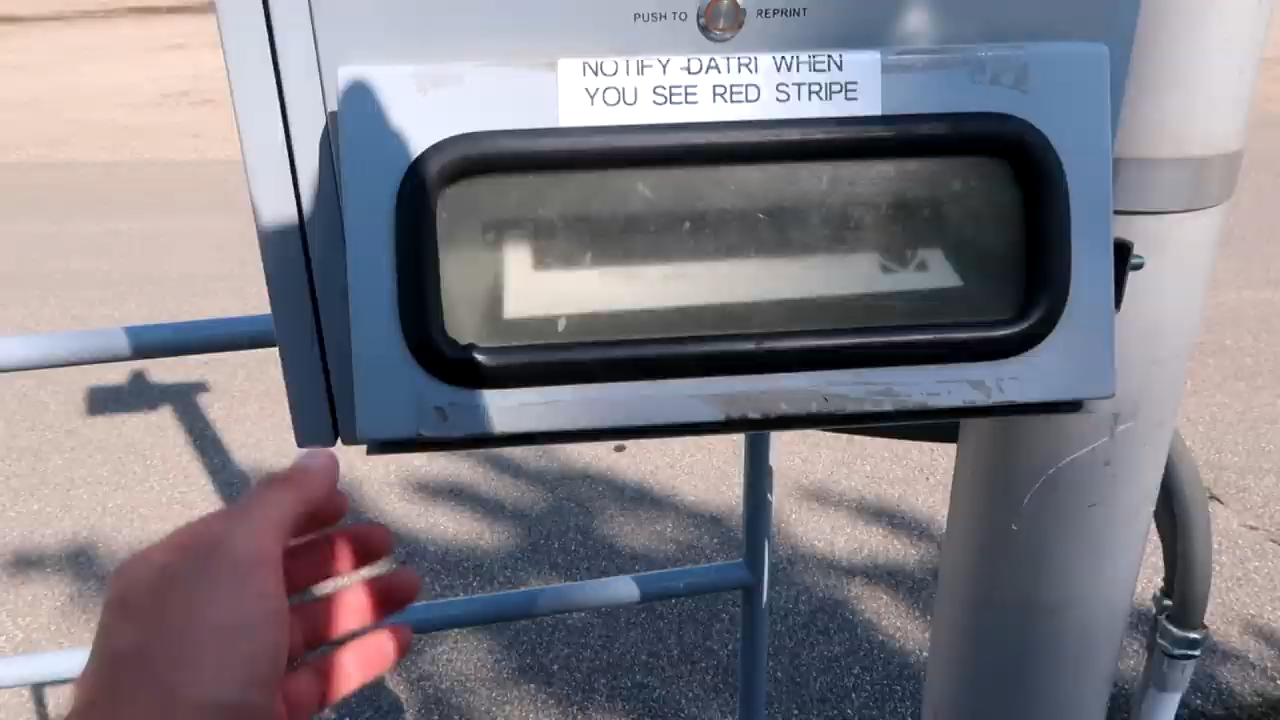 PUSH TO REPRINT
NOTIFY DATRI WHEN
YOU SEE RED STRIPE